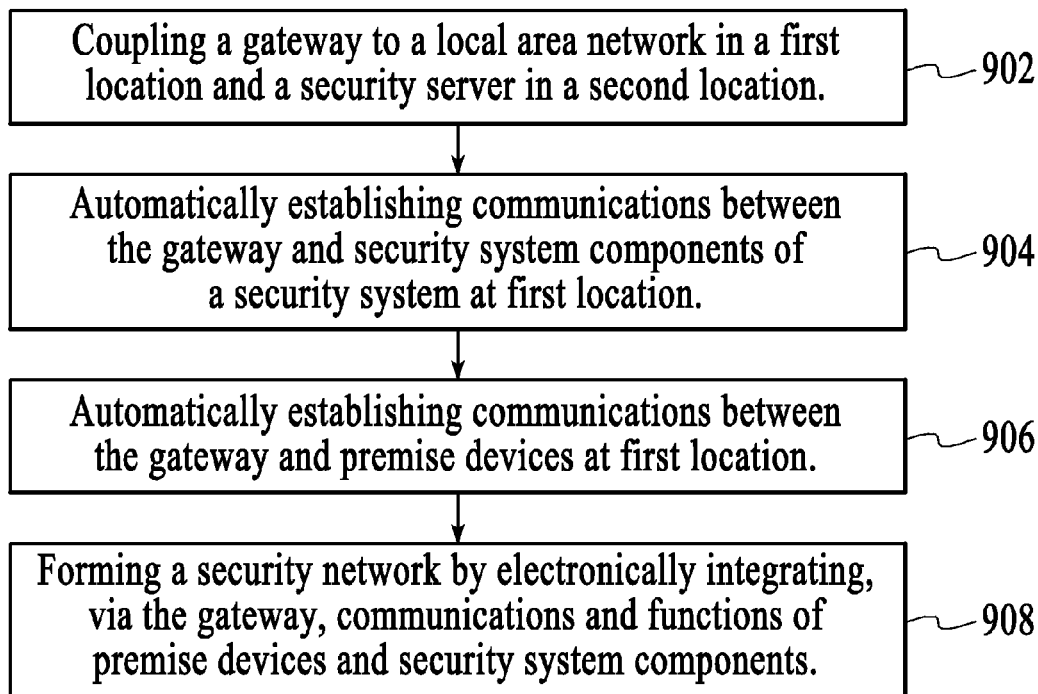 Coupling a gateway to a local area network in a first
location and a security server in a second location.
902
Automatically establishing communications between
the gateway and security system components of
a security system at first location.
904
Automatically establishing communications between
the gateway and premise devices at first location.
906
Forming a security network by electronically integrating,
via the gateway, communications and functions of
premise devices and security system components.
908